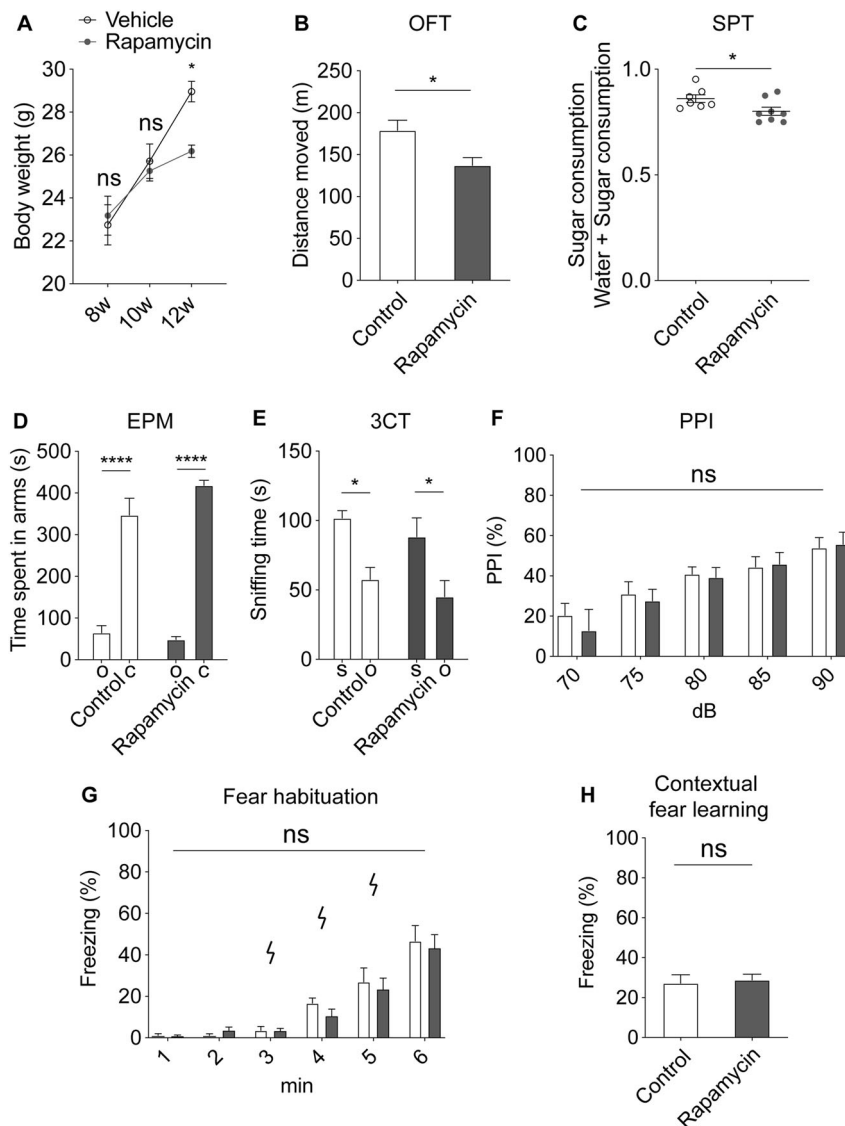 A
Vehicle
Rapamycin
Body weight (g)
30
28
26
24
22
20
ns
ns
*
8w
10w
12w
B
OFT
Distance moved (m)
250
200
150
100
50
0
*
Control
Rapamycin
C
SPT
Sugar consumption
Water + Sugar consumption
1.0
0.5
0.0
*
Control
Rapamycin
D
EPM
Time spent in arms (s)
500
400
300
200
100
0
****
****
o
c
o
c
Control
Rapamycin
E
3CT
Sniffing time (s)
150
100
50
0
*
*
s
o
s
o
Control
Rapamycin
F
PPI
PPI (%)
100
80
60
40
20
0
ns
70
75
80
85
90
dB
G
Fear habituation
Freezing (%)
100
80
60
40
20
0
ns
1
2
3
4
5
6
min
H
Contextual
fear learning
Freezing (%)
100
80
60
40
20
0
ns
Control
Rapamycin